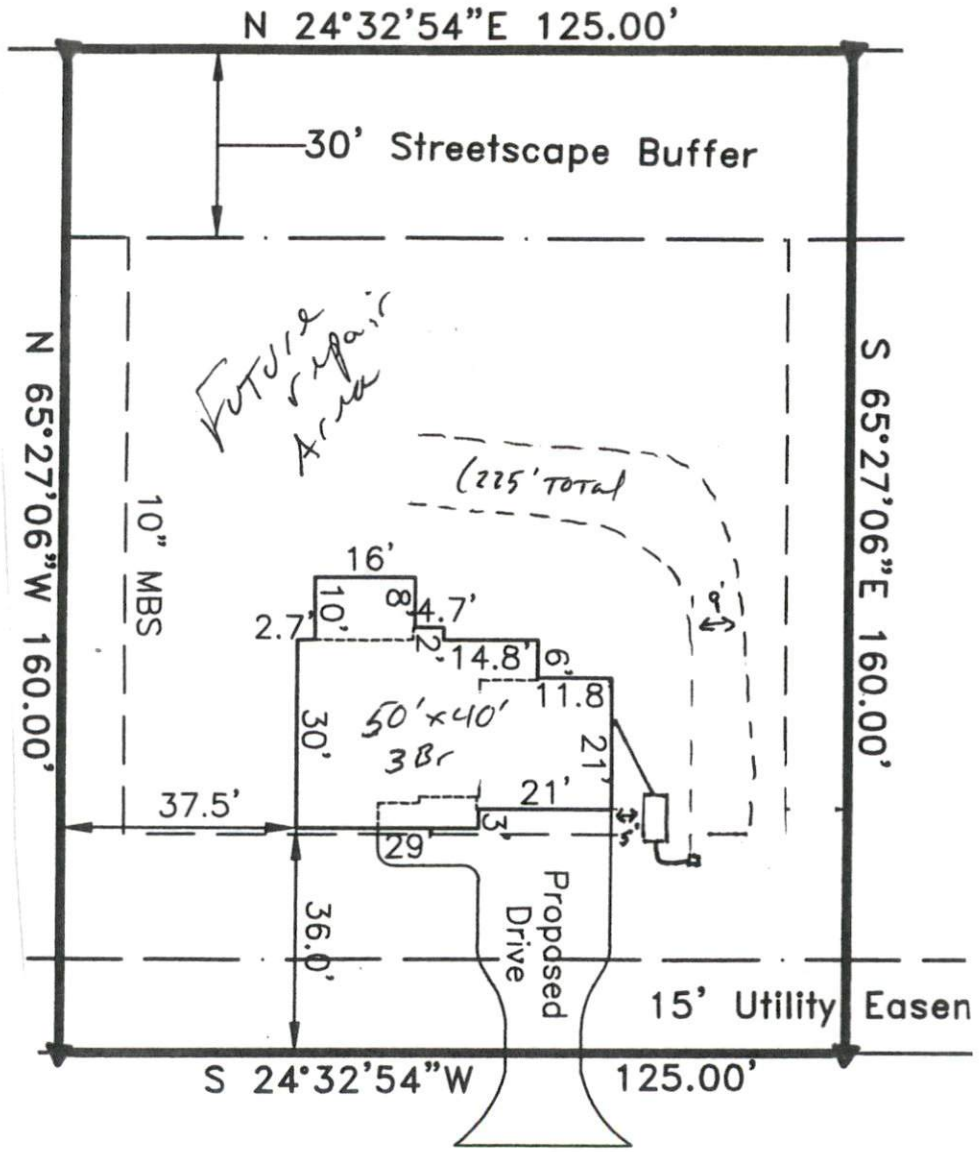 N 24°32'54"E 125.00'
30' Streetscape Buffer
N 65°27'06"W 160.00'
S 65°27'06"E 160.00'
Future
repair
Area
(225' Total
10" MBS
9'
16'
10'
8'
4.7'
2.7'
2'
14.8'
6'
11.8
50'x40'
3Br
30'
21'
21'
37.5'
3'
5'
29'
36.0'
Proposed
Drive
15' Utility Easen
S 24°32'54"W 125.00'